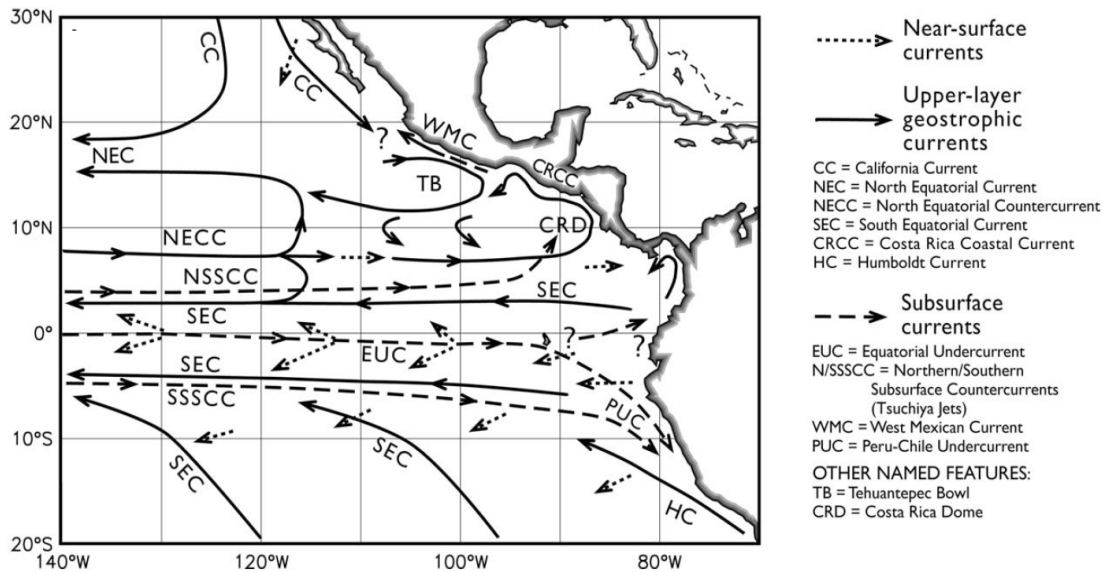 30°N
20°N
10°N
0°
10°S
20°S
140°W
120°W
100°W
80°W
CC
CC
?
WMC
NEC
TB
CRCC
CRD
NECC
NSSCC
SEC
SEC
?
?
EUC
SEC
SSSCC
PUC
SEC
SEC
HC
Near-surface
currents
Upper-layer
geostrophic
currents
CC = California Current
NEC = North Equatorial Current
NECC = North Equatorial Countercurrent
SEC = South Equatorial Current
CRCC = Costa Rica Coastal Current
HC = Humboldt Current
Subsurface
currents
EUC = Equatorial Undercurrent
N/SSSCC = Northern/Southern
Subsurface Countercurrents
(Tsuchiya Jets)
WMC = West Mexican Current
PUC = Peru-Chile Undercurrent
OTHER NAMED FEATURES:
TB = Tehuantepec Bowl
CRD = Costa Rica Dome